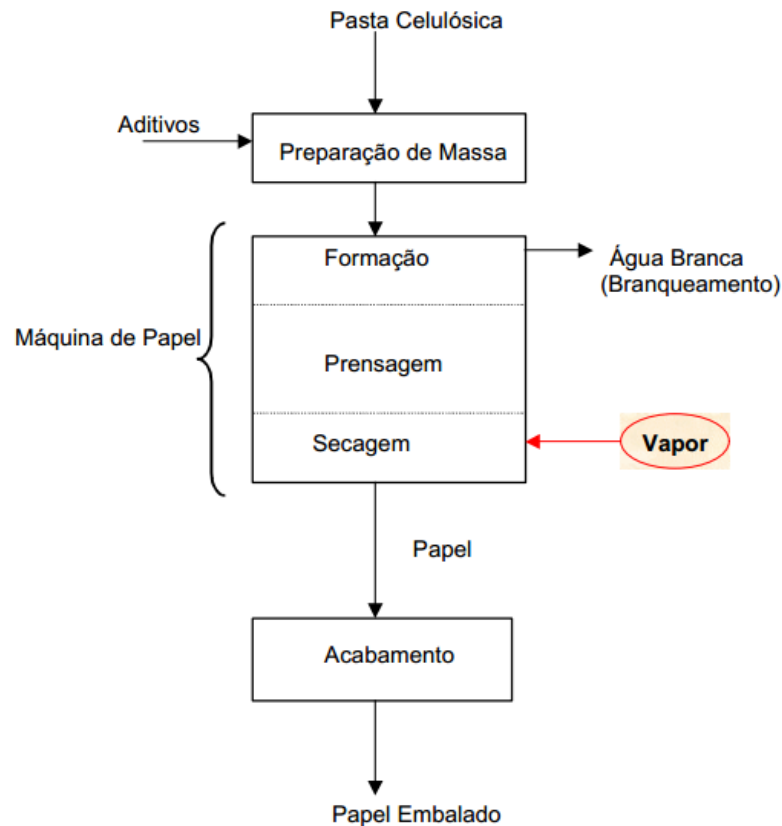 Pasta Celulósica
Aditivos
Preparação de Massa
Formação
Água Branca
(Branqueamento)
Máquina de Papel
Prensagem
Secagem
Vapor
Papel
Acabamento
Papel Embalado